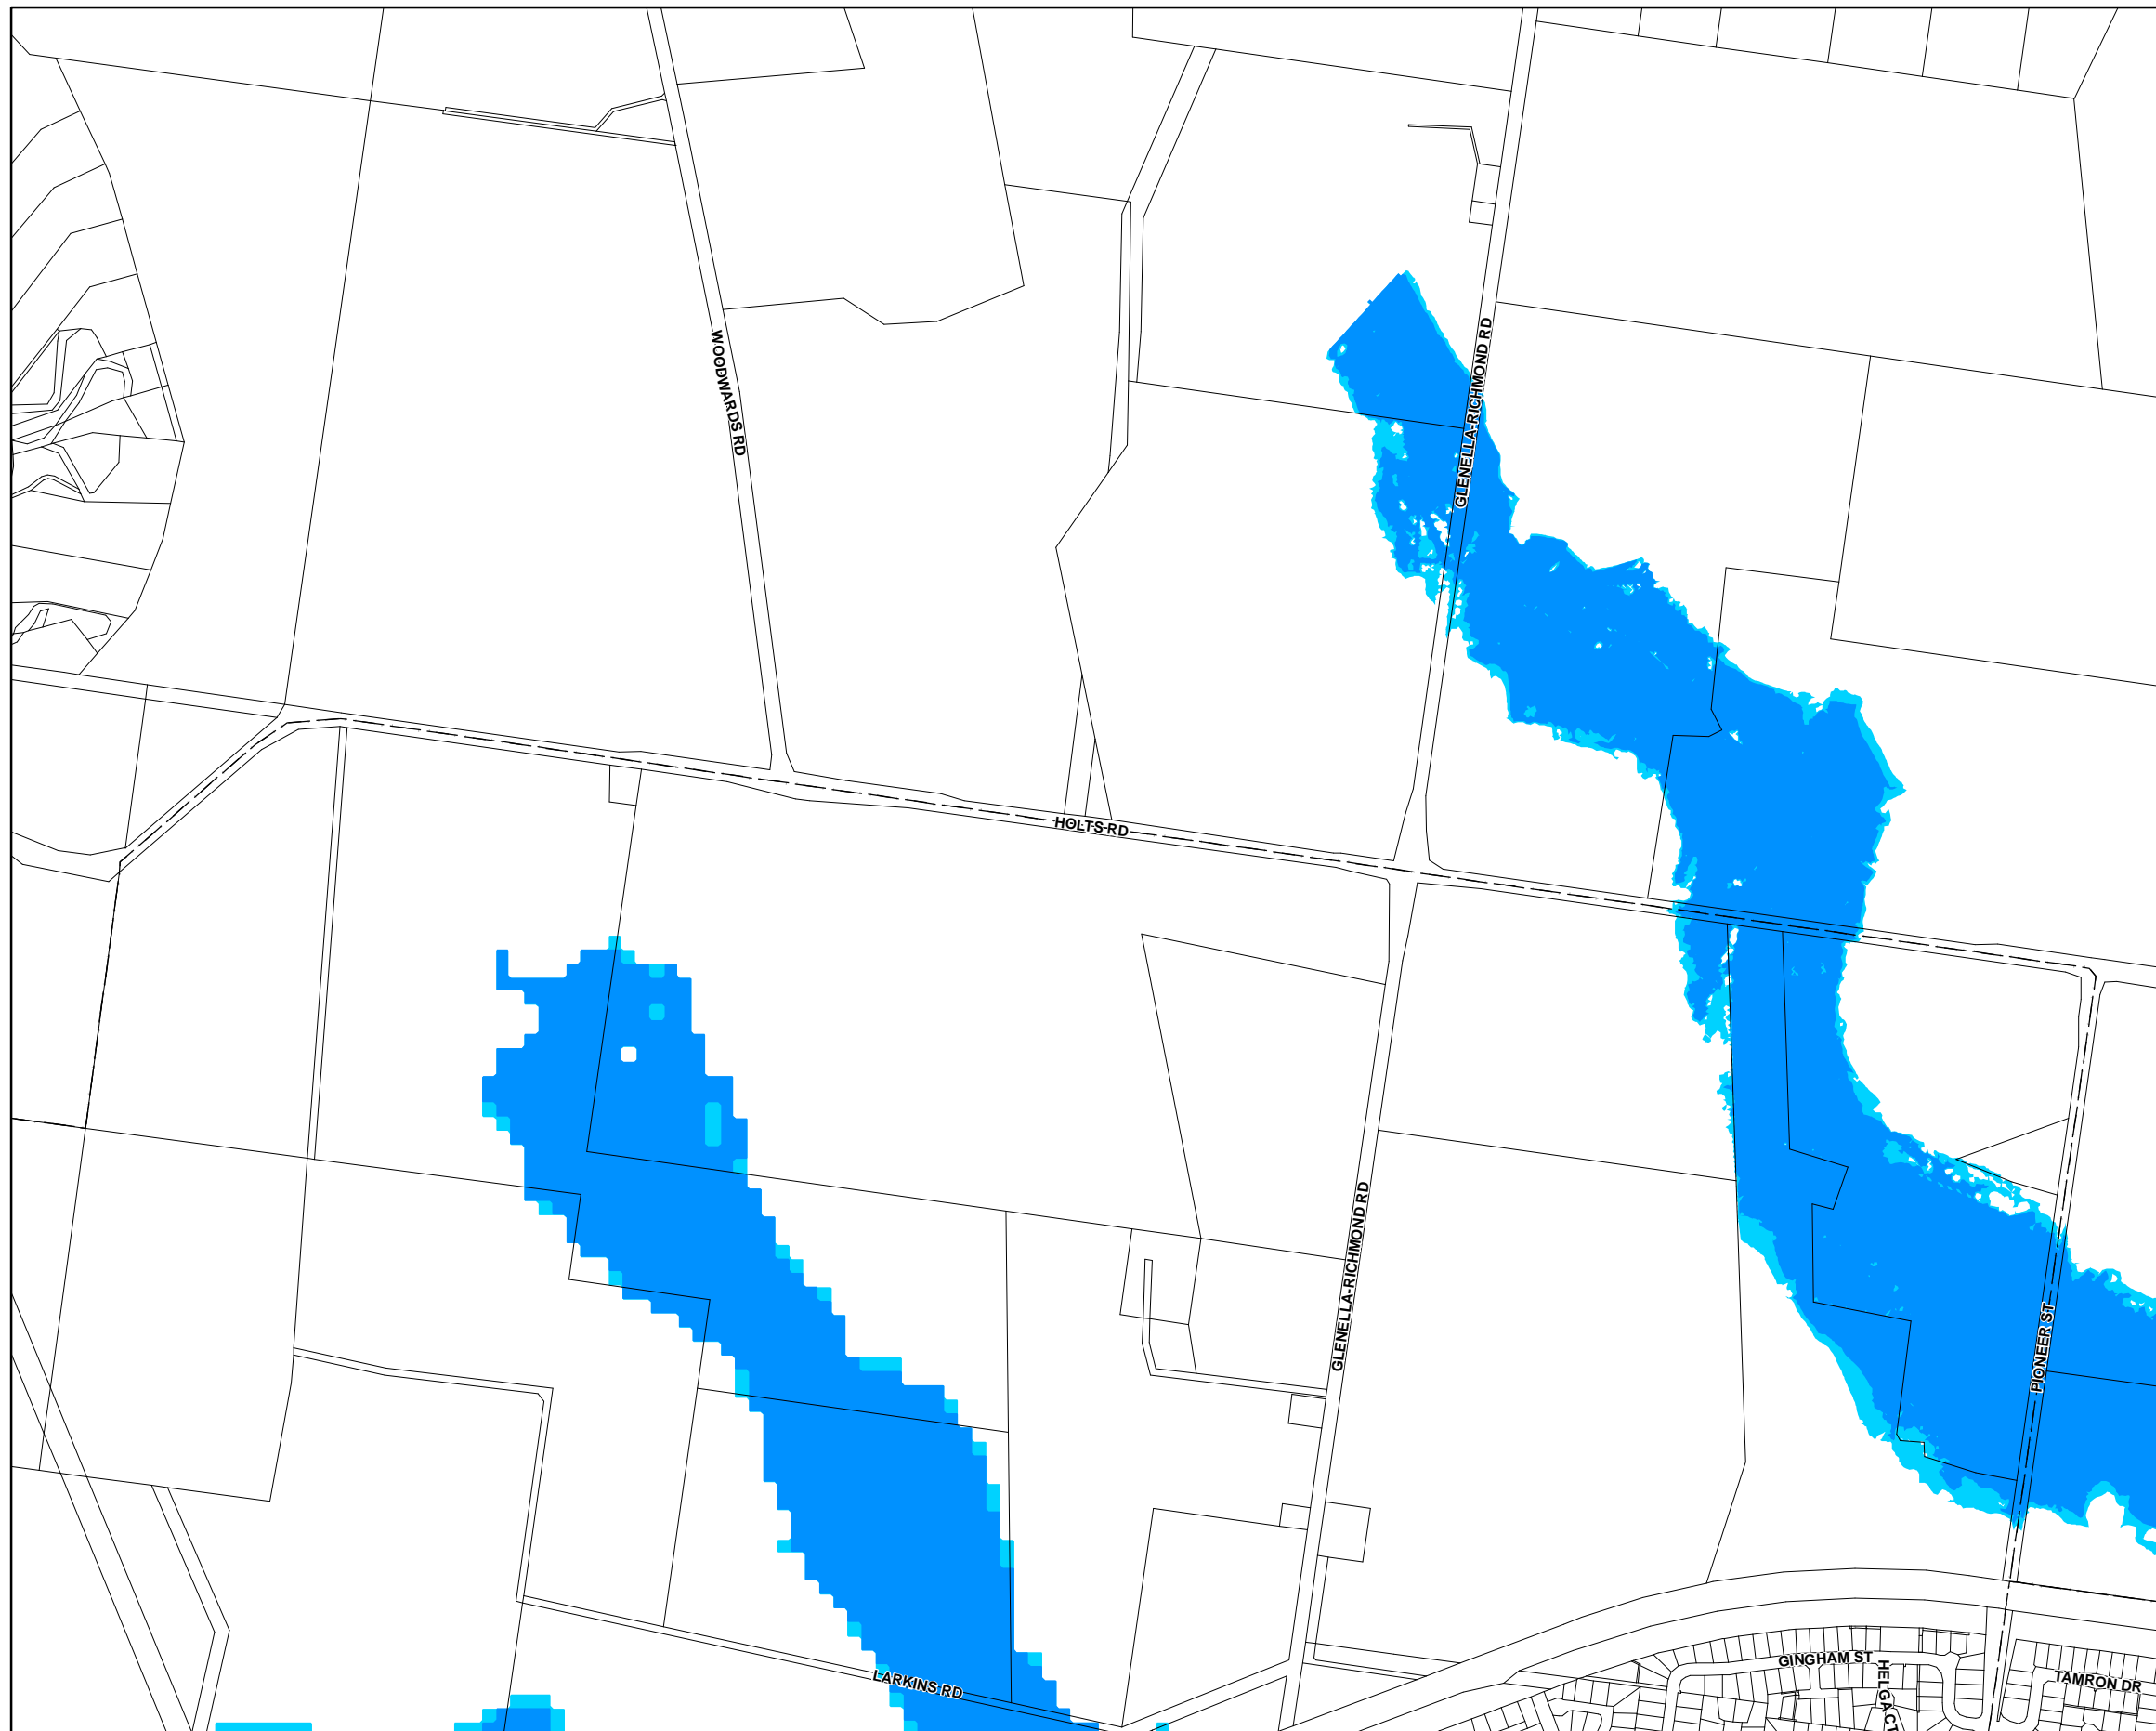 WOODWARDS RD
GLENELLA-RICHMOND RD
HOLTS RD
GLENELLA-RICHMOND RD
PIONEER ST
LARKINS RD
GINGHAM ST
HELGA CT
TAMRON DR